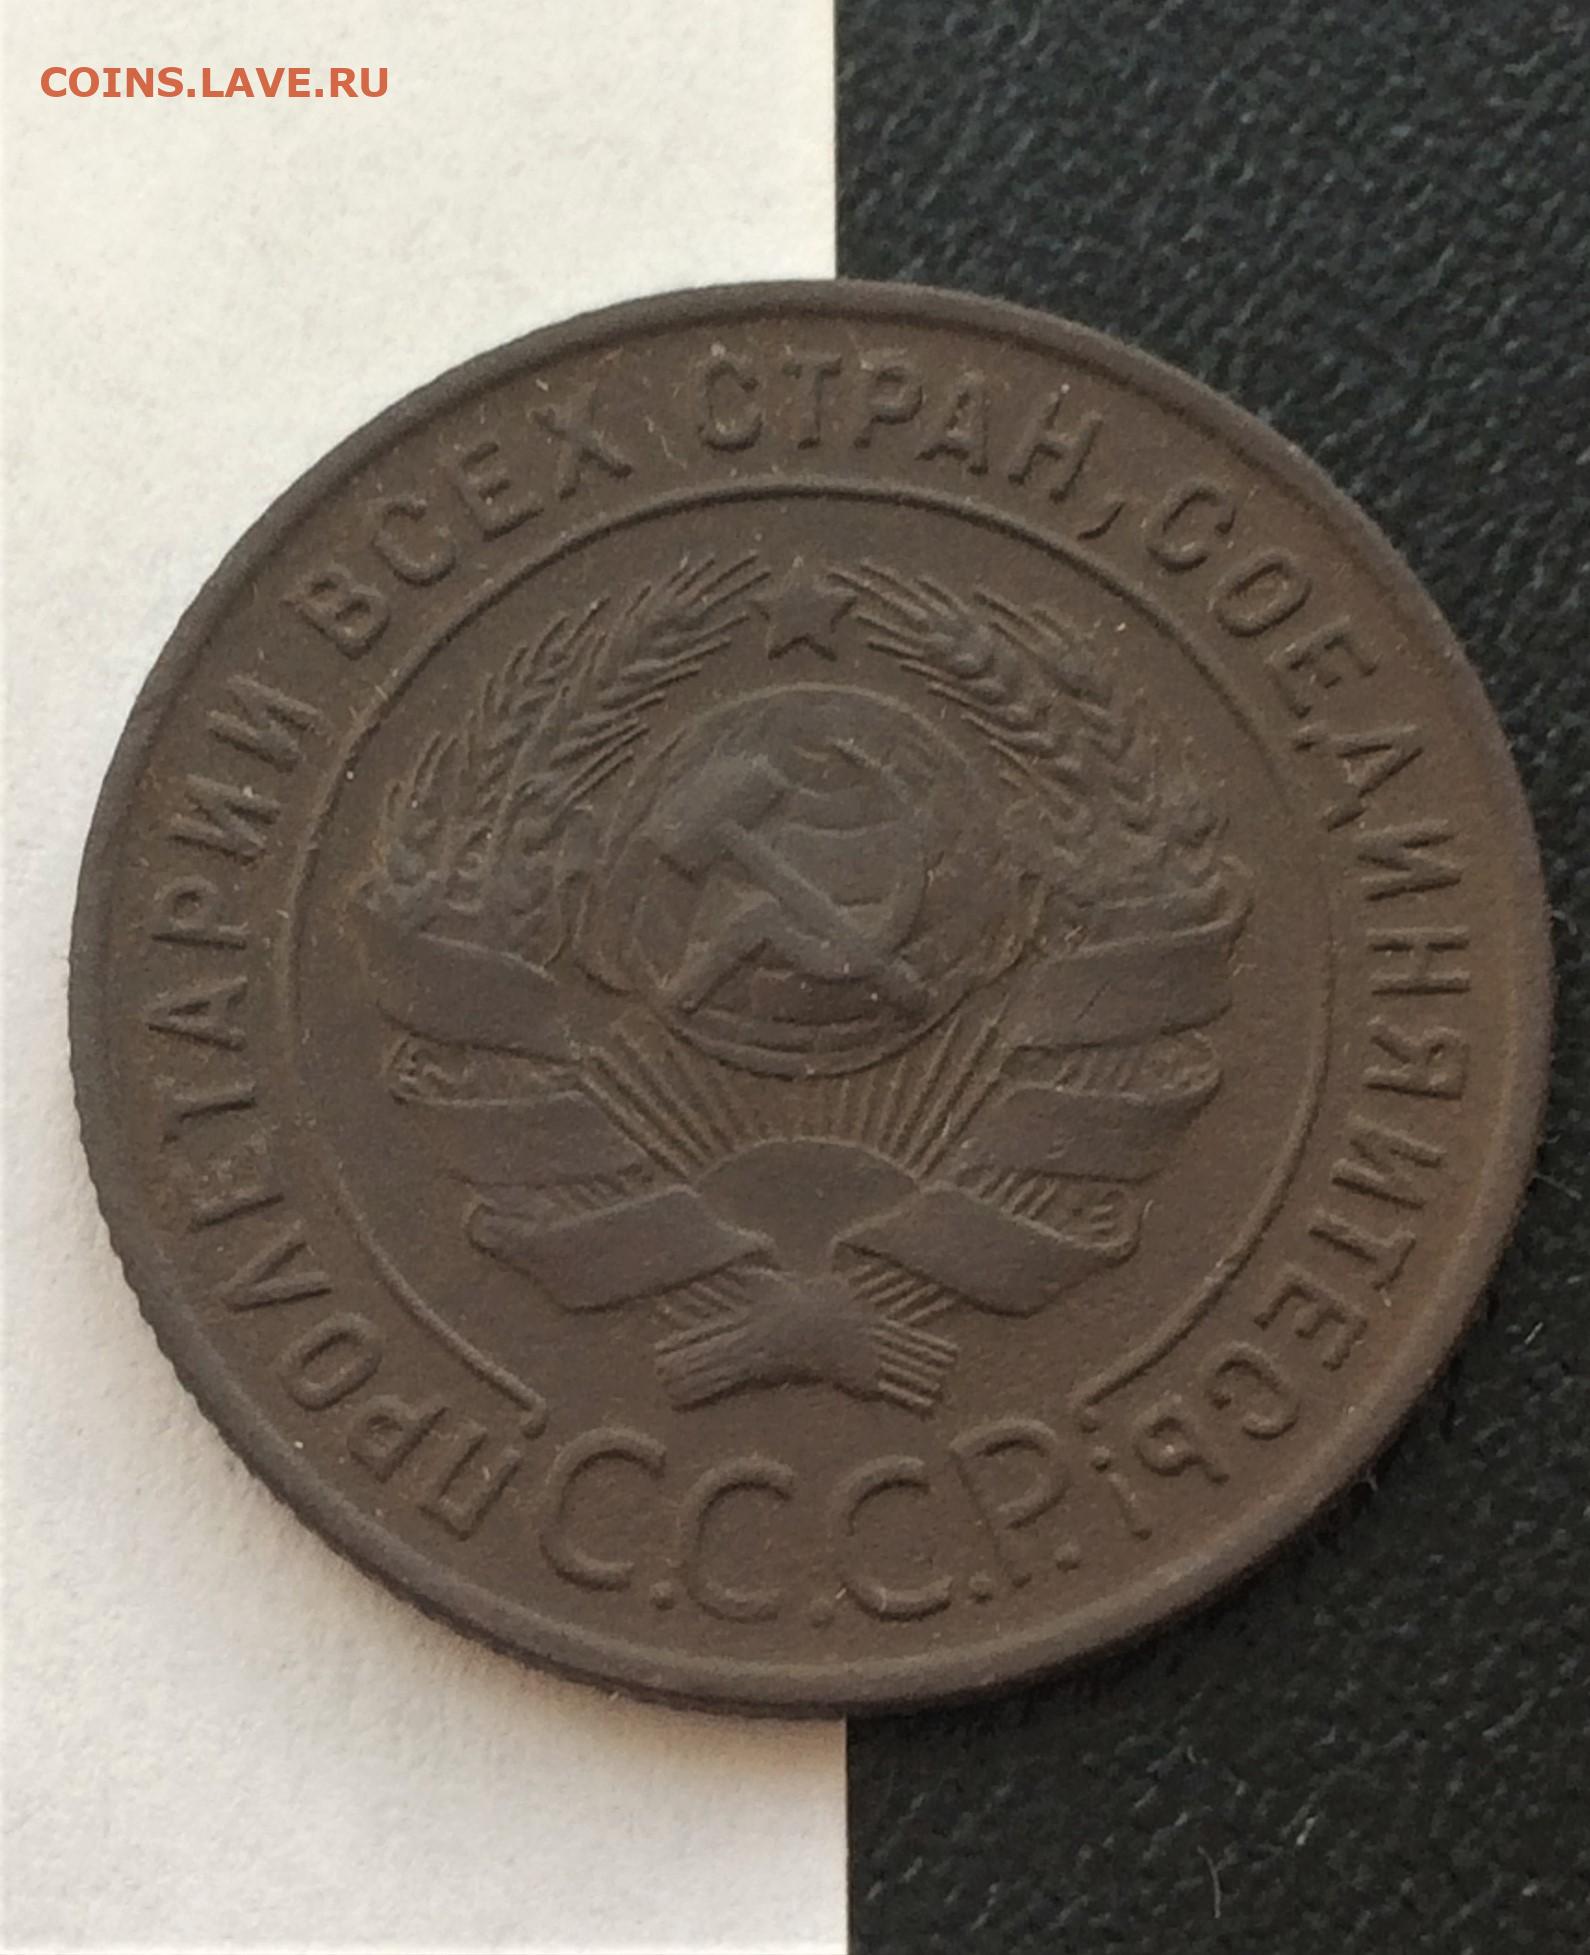 COINS.LAVE.RU
ПРОЛЕТАРИИ ВСЕХ СТРАН, СОЕДИНЯЙТЕСЬ!
С.С.С.Р.